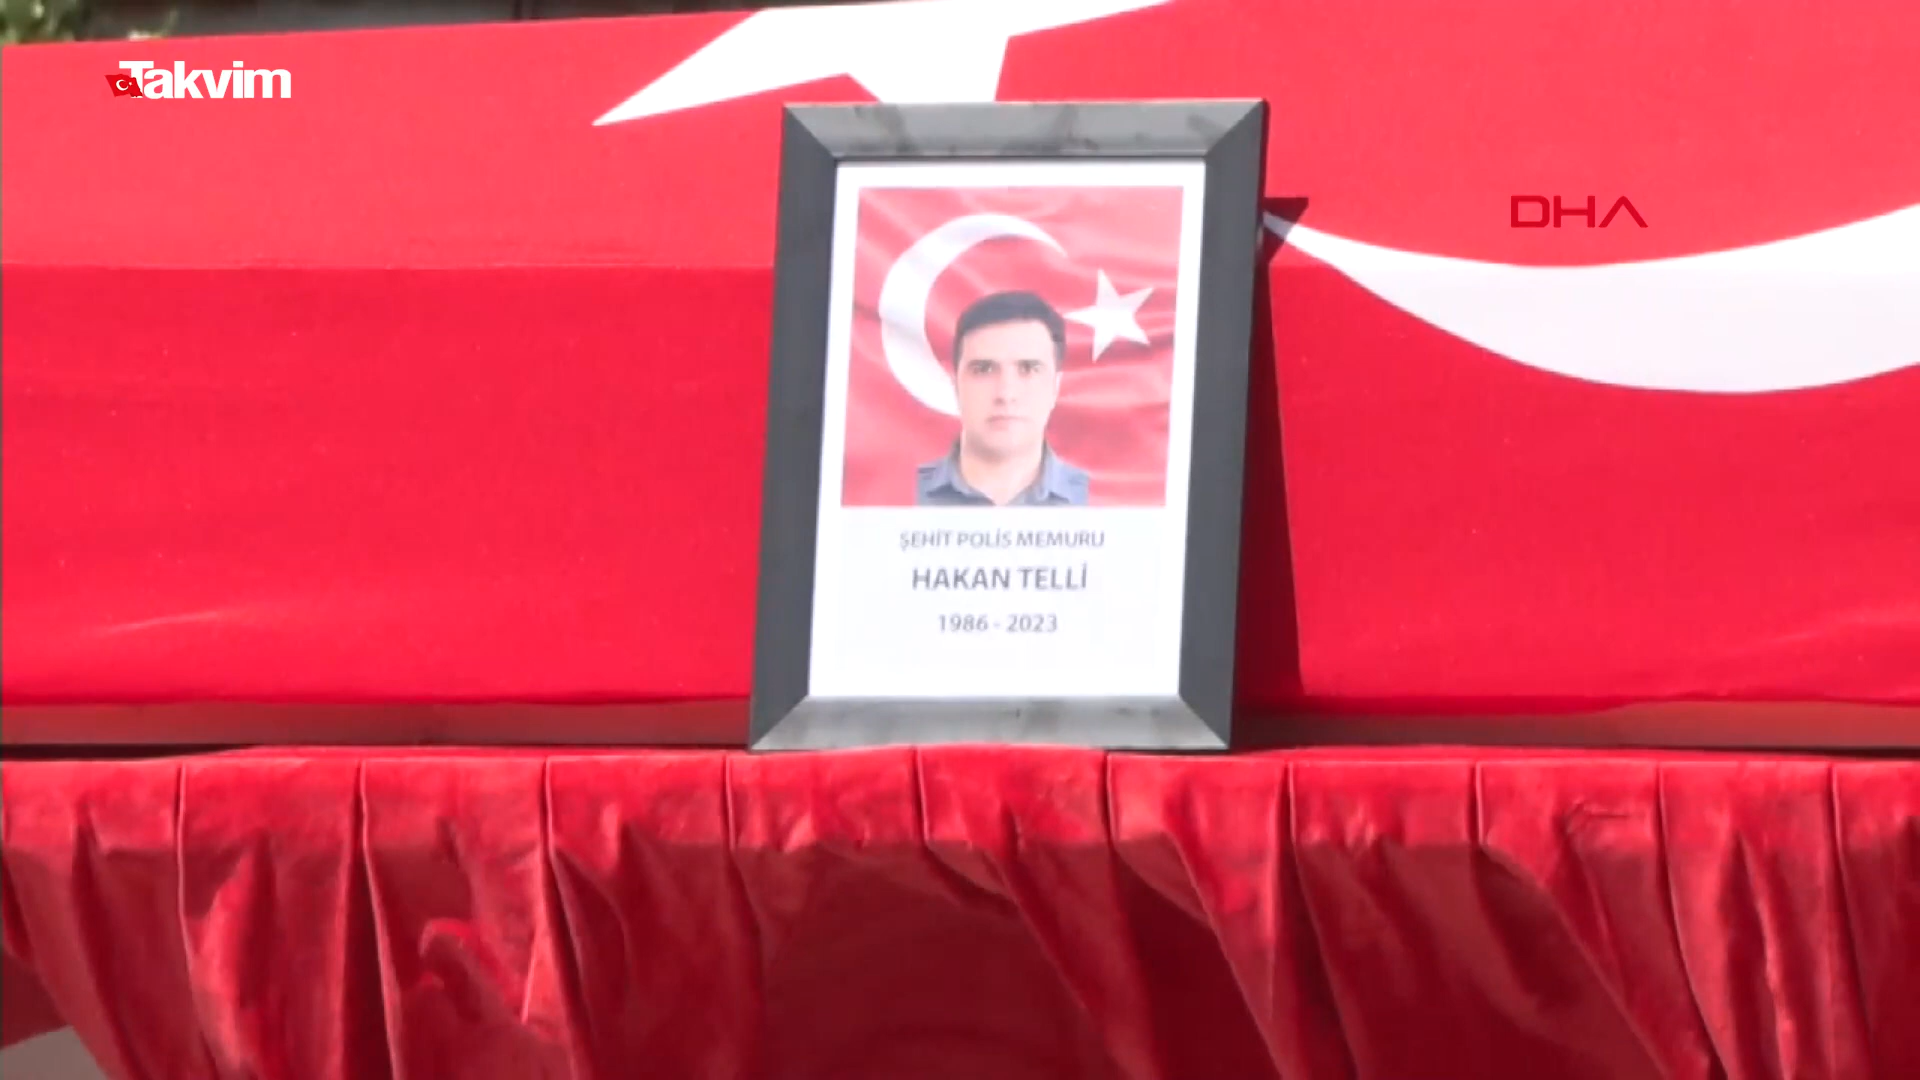 Takvim
DHA
ŞEHİT POLİS MEMURU
HAKAN TELLİ
1986 - 2023